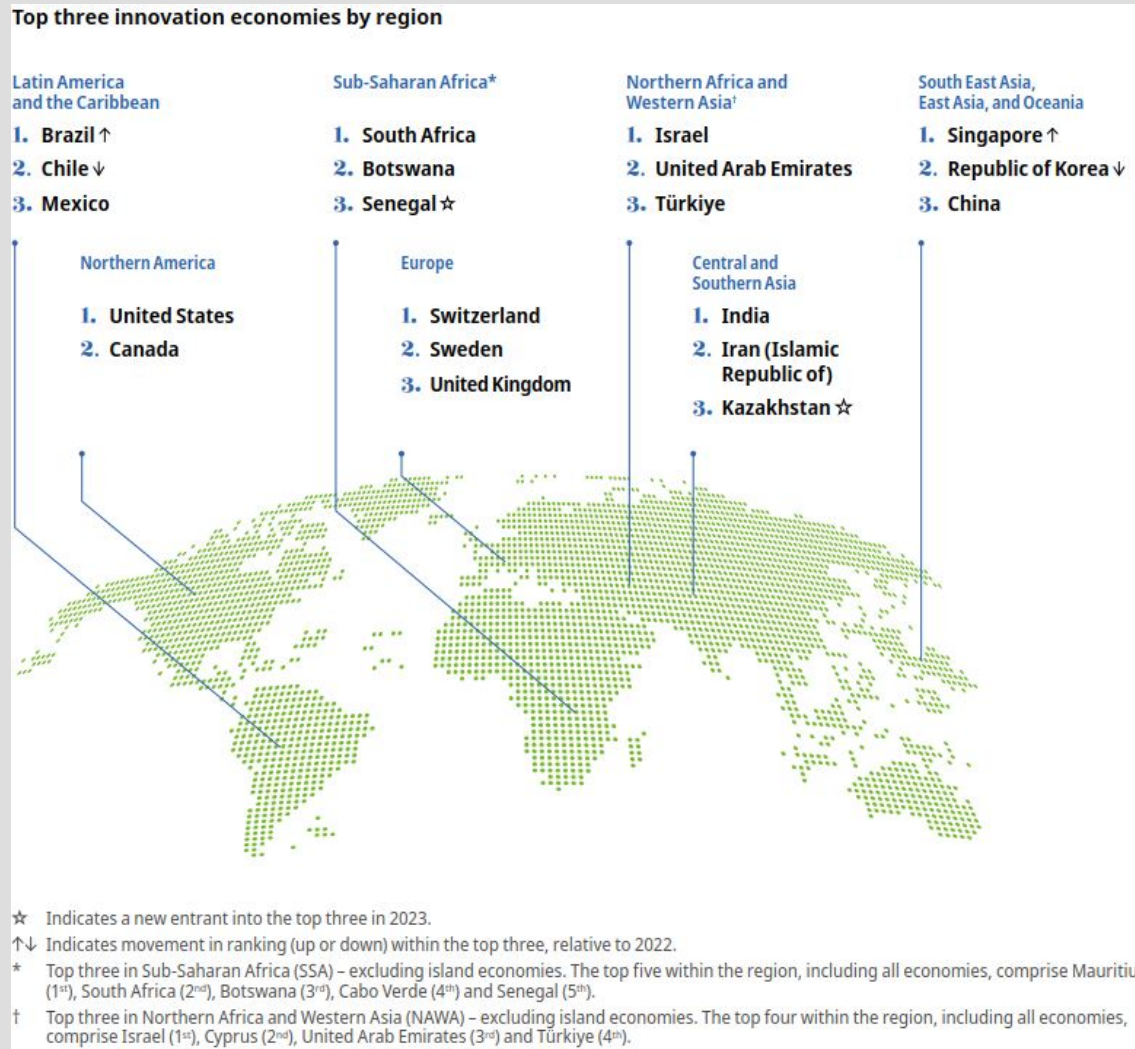 Top three innovation economies by region
Latin America
and the Caribbean
1. Brazil ↑
2. Chile ↓
3. Mexico
Sub-Saharan Africa*
1. South Africa
2. Botswana
3. Senegal ☆
Northern Africa and
Western Asia†
1. Israel
2. United Arab Emirates
3. Türkiye
South East Asia,
East Asia, and Oceania
1. Singapore ↑
2. Republic of Korea ↓
3. China
Northern America
1. United States
2. Canada
Europe
1. Switzerland
2. Sweden
3. United Kingdom
Central and
Southern Asia
1. India
2. Iran (Islamic
Republic of)
3. Kazakhstan ☆
☆ Indicates a new entrant into the top three in 2023.
↑↓ Indicates movement in ranking (up or down) within the top three, relative to 2022.
* Top three in Sub-Saharan Africa (SSA) – excluding island economies. The top five within the region, including all economies, comprise Mauritiu
(1st), South Africa (2nd), Botswana (3rd), Cabo Verde (4th) and Senegal (5th).
† Top three in Northern Africa and Western Asia (NAWA) – excluding island economies. The top four within the region, including all economies,
comprise Israel (1st), Cyprus (2nd), United Arab Emirates (3rd) and Türkiye (4th).